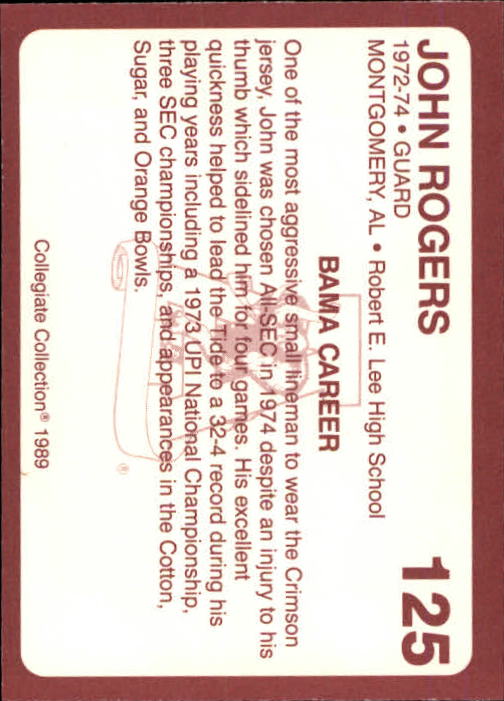 JOHN ROGERS 125
1972-74 • GUARD
MONTGOMERY, AL • Robert E. Lee High School
BAMA CAREER
One of the most aggressive small lineman to wear the Crimson
jersey, John was chosen All-SEC in 1974 despite an injury to his
thumb which sidelined him for four games. His excellent
quickness helped to lead the Tide to a 32-4 record during his
playing years including a 1973 UPI National Championship,
three SEC championships, and appearances in the Cotton,
Sugar, and Orange Bowls.
®
Collegiate Collection® 1989